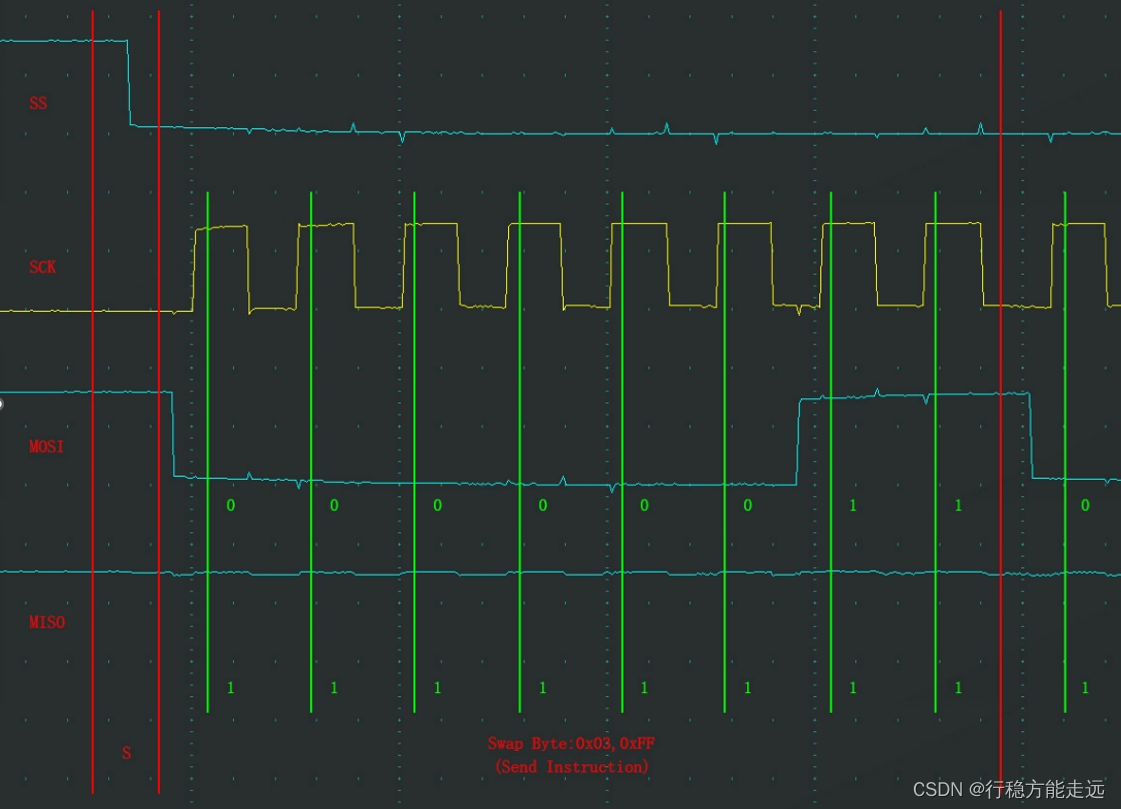 SS
SCK
MOSI
0 0 0 0 0 0 1 1 0
MISO
1 1 1 1 1 1 1 1 1
S
Swap Byte:0x03,0xFF
(Send Instruction)
CSDN @行稳方能走远